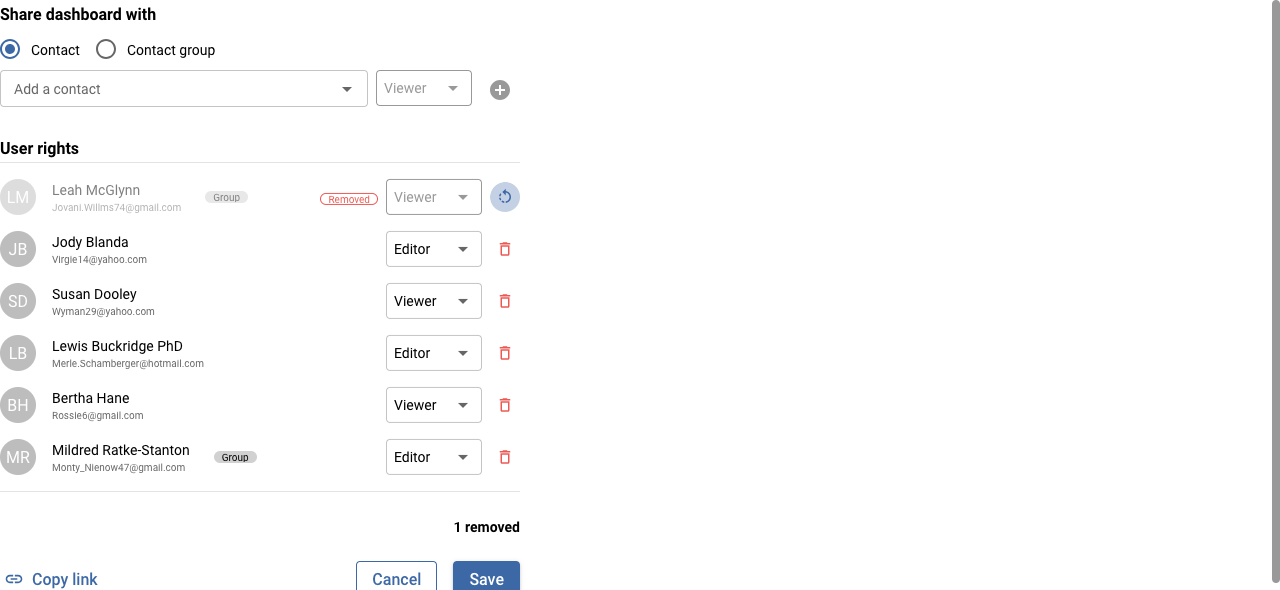 Share dashboard with
Contact Contact group
Add a contact Viewer
User rights
LM Leah McGlynn Group Removed Viewer
Jovani.Willms74@gmail.com
JB Jody Blanda Editor
Virgie14@yahoo.com
SD Susan Dooley Viewer
Wyman29@yahoo.com
LB Lewis Buckridge PhD Editor
Merle.Schamberger@hotmail.com
BH Bertha Hane Viewer
Rossie6@gmail.com
MR Mildred Ratke-Stanton Group Editor
Monty_Nienow47@gmail.com
1 removed
Copy link Cancel Save